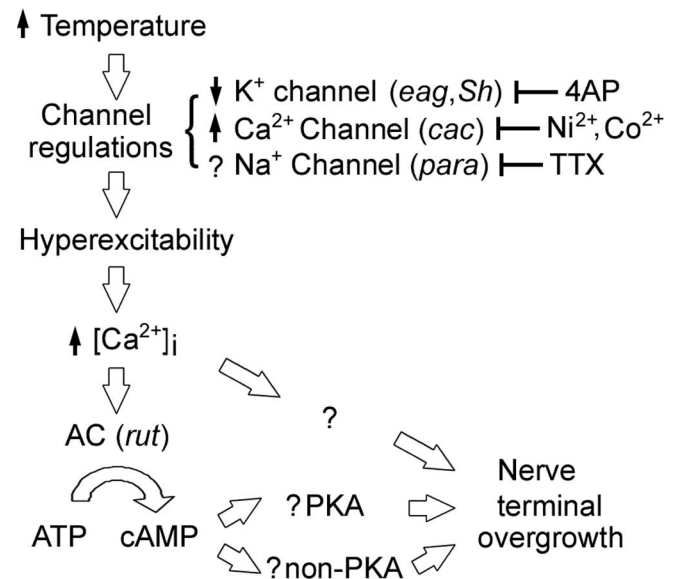 Temperature
Channel regulations
K⁺ channel (eag,Sh) 4AP
Ca²⁺ Channel (cac) Ni²⁺,Co²⁺
? Na⁺ Channel (para) TTX
Hyperexcitability
[Ca²⁺]i
?
AC (rut)
ATP cAMP
?PKA
?non-PKA
Nerve
terminal
overgrowth